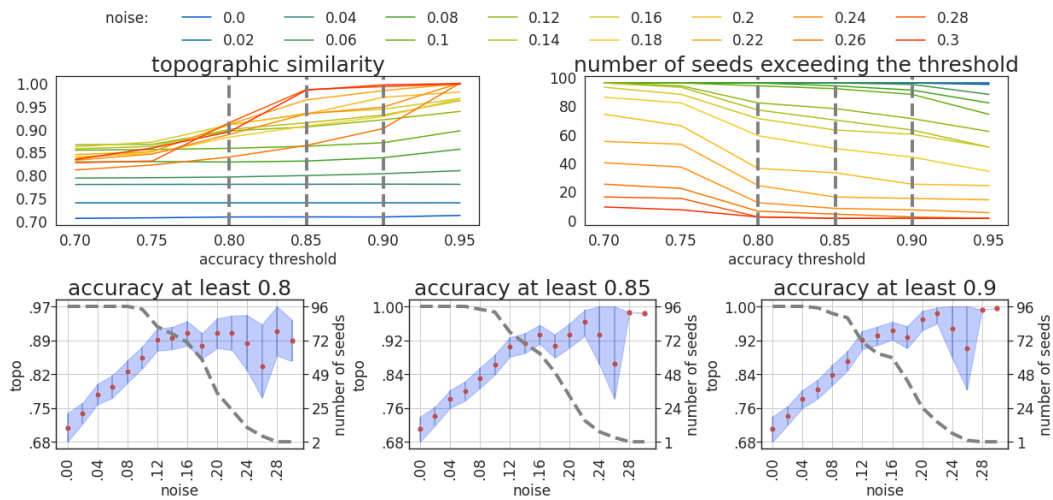 noise: 0.0 0.04 0.08 0.12 0.16 0.2 0.24 0.28
0.02 0.06 0.1 0.14 0.18 0.22 0.26 0.3
topographic similarity
1.00
0.95
0.90
0.85
0.80
0.75
0.70
0.70 0.75 0.80 0.85 0.90 0.95
accuracy threshold
number of seeds exceeding the threshold
100
80
60
40
20
0
0.70 0.75 0.80 0.85 0.90 0.95
accuracy threshold
accuracy at least 0.8
topo
.97
.89
.84
.75
.68
96
72
49
24
2
number of seeds
.00 .04 .08 .12 .16 .20 .24 .28
noise
accuracy at least 0.85
topo
1.00
.92
.84
.76
.68
96
72
49
24
1
number of seeds
.00 .04 .08 .12 .16 .20 .24 .28
noise
accuracy at least 0.9
topo
1.00
.92
.84
.76
.68
96
72
49
24
1
number of seeds
.00 .04 .08 .12 .16 .20 .24 .28
noise